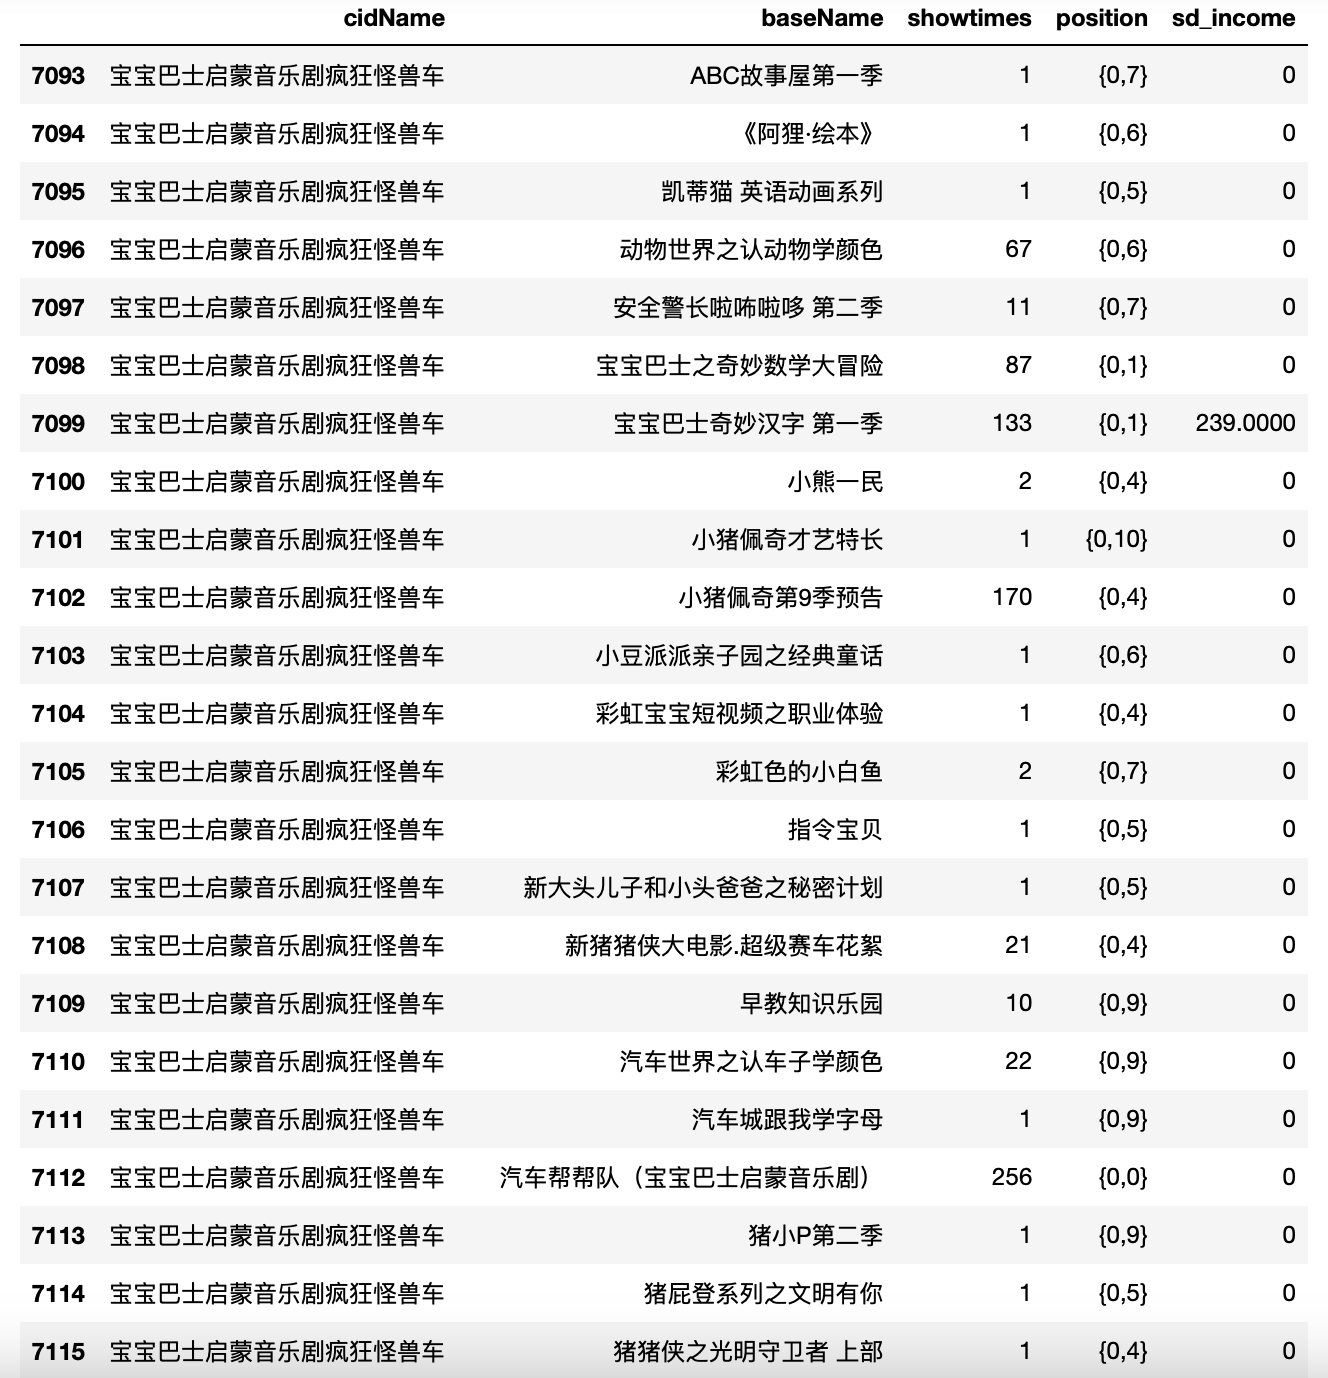 cidName baseName showtimes position sd_income
7093 宝宝巴士启蒙音乐剧疯狂怪兽车 ABC故事屋第一季 1 {0,7} 0
7094 宝宝巴士启蒙音乐剧疯狂怪兽车 《阿狸·绘本》 1 {0,6} 0
7095 宝宝巴士启蒙音乐剧疯狂怪兽车 凯蒂猫 英语动画系列 1 {0,5} 0
7096 宝宝巴士启蒙音乐剧疯狂怪兽车 动物世界之认动物学颜色 67 {0,6} 0
7097 宝宝巴士启蒙音乐剧疯狂怪兽车 安全警长啦咘啦哆 第二季 11 {0,7} 0
7098 宝宝巴士启蒙音乐剧疯狂怪兽车 宝宝巴士之奇妙数学大冒险 87 {0,1} 0
7099 宝宝巴士启蒙音乐剧疯狂怪兽车 宝宝巴士奇妙汉字 第一季 133 {0,1} 239.0000
7100 宝宝巴士启蒙音乐剧疯狂怪兽车 小熊一民 2 {0,4} 0
7101 宝宝巴士启蒙音乐剧疯狂怪兽车 小猪佩奇才艺特长 1 {0,10} 0
7102 宝宝巴士启蒙音乐剧疯狂怪兽车 小猪佩奇第9季预告 170 {0,4} 0
7103 宝宝巴士启蒙音乐剧疯狂怪兽车 小豆派派亲子园之经典童话 1 {0,6} 0
7104 宝宝巴士启蒙音乐剧疯狂怪兽车 彩虹宝宝短视频之职业体验 1 {0,4} 0
7105 宝宝巴士启蒙音乐剧疯狂怪兽车 彩虹色的小白鱼 2 {0,7} 0
7106 宝宝巴士启蒙音乐剧疯狂怪兽车 指令宝贝 1 {0,5} 0
7107 宝宝巴士启蒙音乐剧疯狂怪兽车 新大头儿子和小头爸爸之秘密计划 1 {0,5} 0
7108 宝宝巴士启蒙音乐剧疯狂怪兽车 新猪猪侠大电影.超级赛车花絮 21 {0,4} 0
7109 宝宝巴士启蒙音乐剧疯狂怪兽车 早教知识乐园 10 {0,9} 0
7110 宝宝巴士启蒙音乐剧疯狂怪兽车 汽车世界之认车子学颜色 22 {0,9} 0
7111 宝宝巴士启蒙音乐剧疯狂怪兽车 汽车城跟我学字母 1 {0,9} 0
7112 宝宝巴士启蒙音乐剧疯狂怪兽车 汽车帮帮队（宝宝巴士启蒙音乐剧） 256 {0,0} 0
7113 宝宝巴士启蒙音乐剧疯狂怪兽车 猪小P第二季 1 {0,9} 0
7114 宝宝巴士启蒙音乐剧疯狂怪兽车 猪屁登系列之文明有你 1 {0,5} 0
7115 宝宝巴士启蒙音乐剧疯狂怪兽车 猪猪侠之光明守卫者 上部 1 {0,4} 0